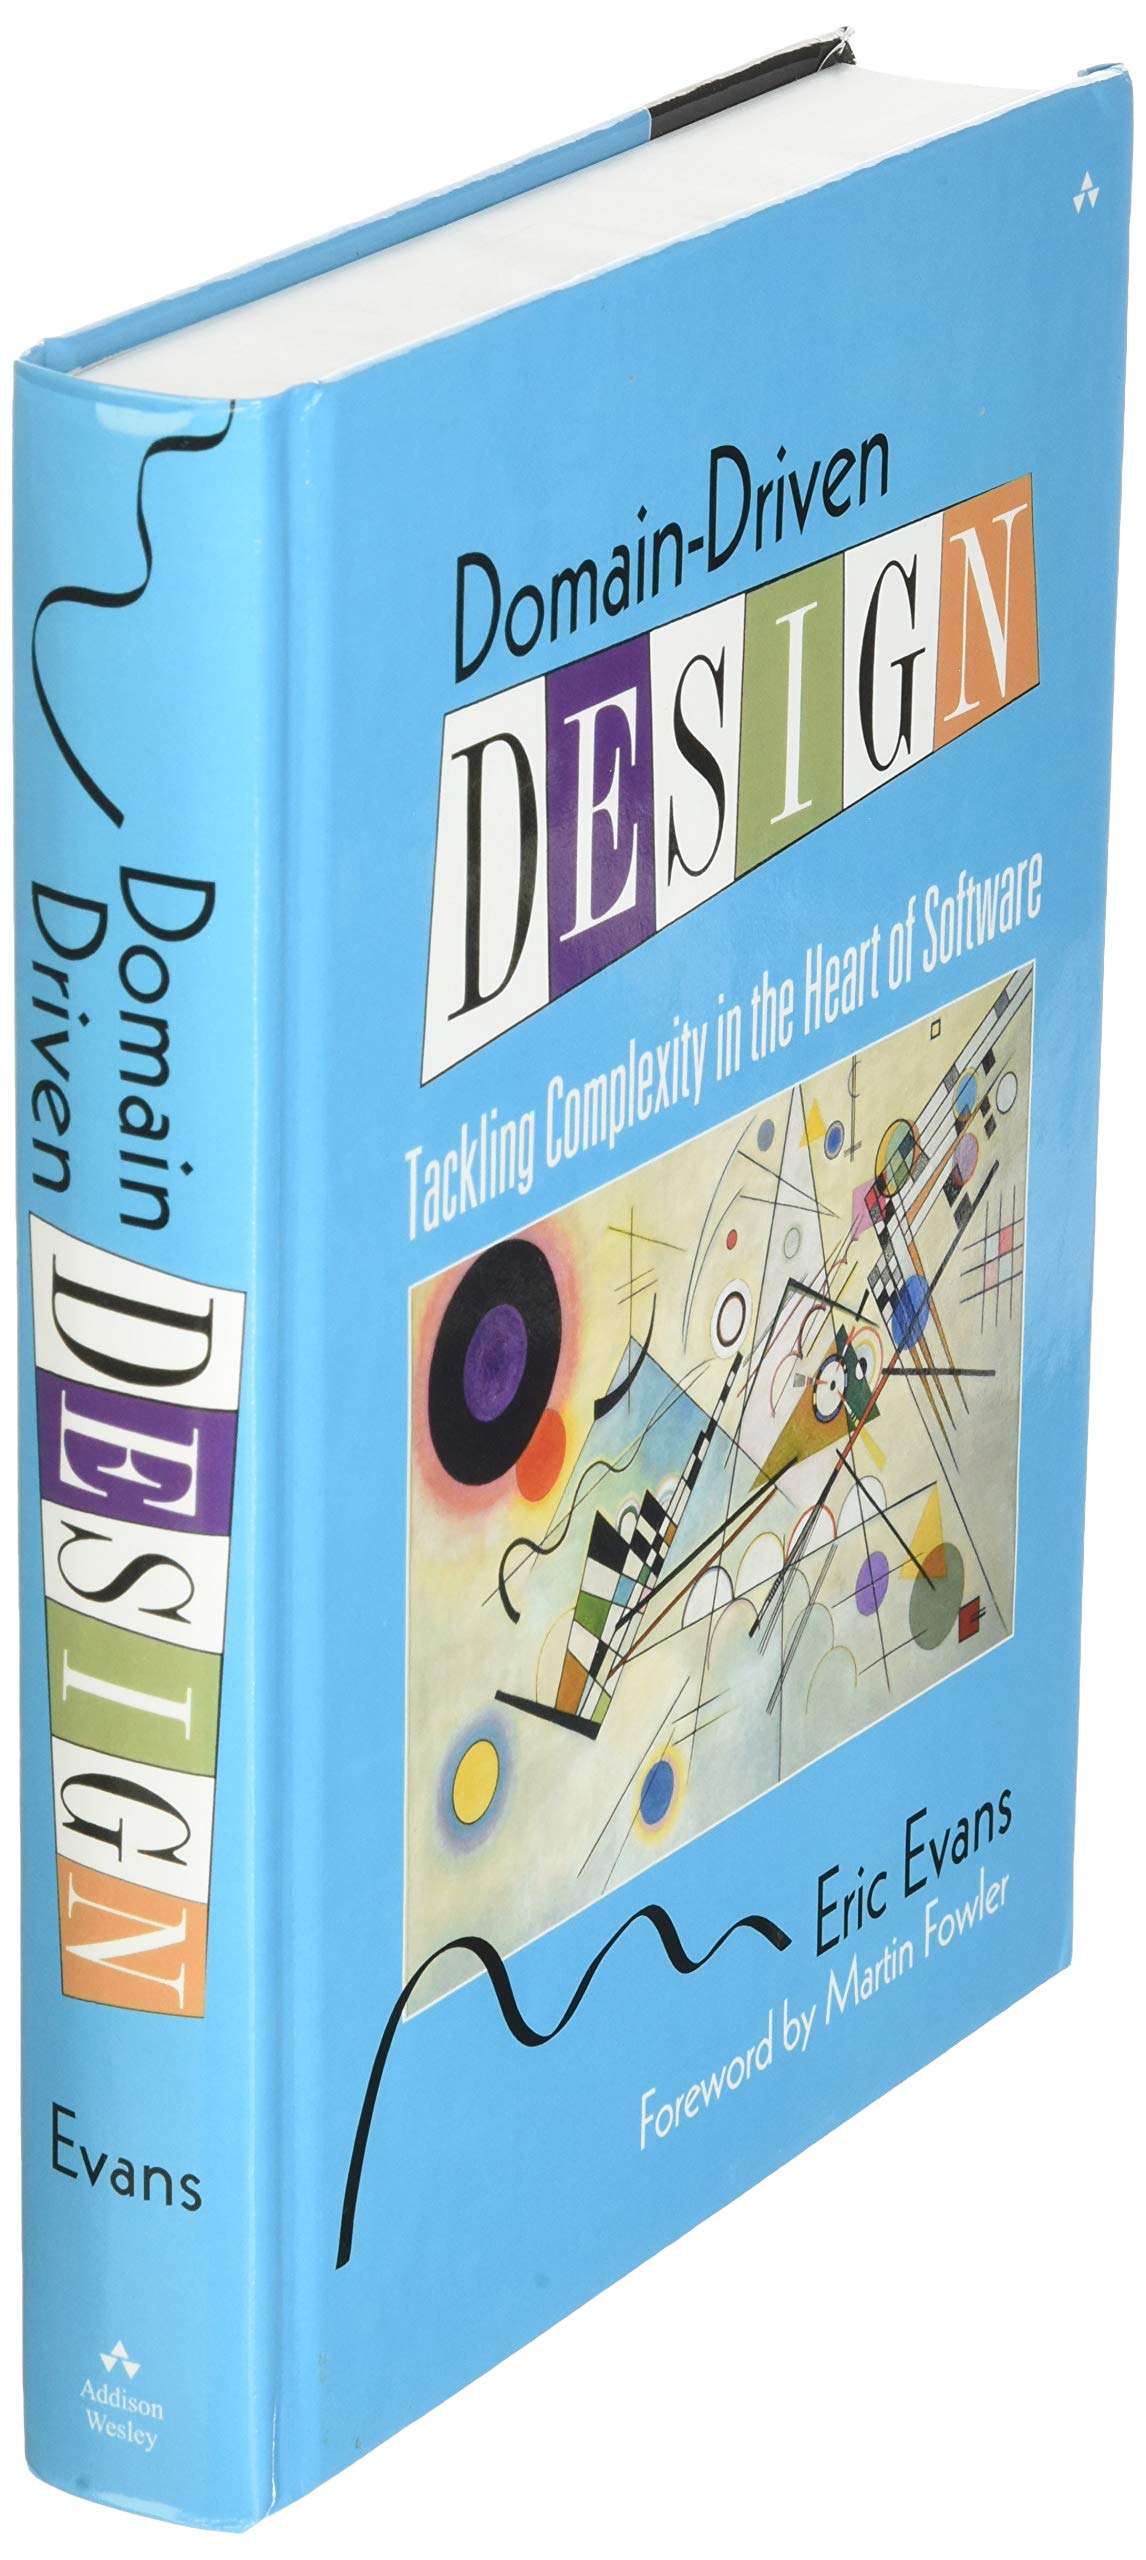 Domain-Driven
DESIGN
Tackling Complexity in the Heart of Software
Eric Evans
Foreword by Martin Fowler
Domain
Driven
DESIGN
Evans
Addison
Wesley